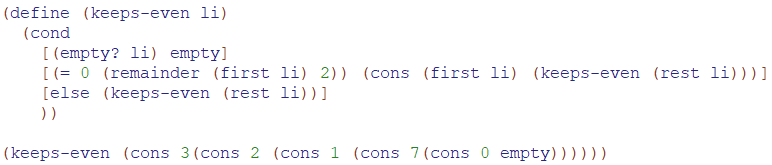 (define (keeps-even li)
  (cond
    [(empty? li) empty]
    [(= 0 (remainder (first li) 2)) (cons (first li) (keeps-even (rest li)))]
    [else (keeps-even (rest li))]
    ))
(keeps-even (cons 3(cons 2 (cons 1 (cons 7(cons 0 empty))))))